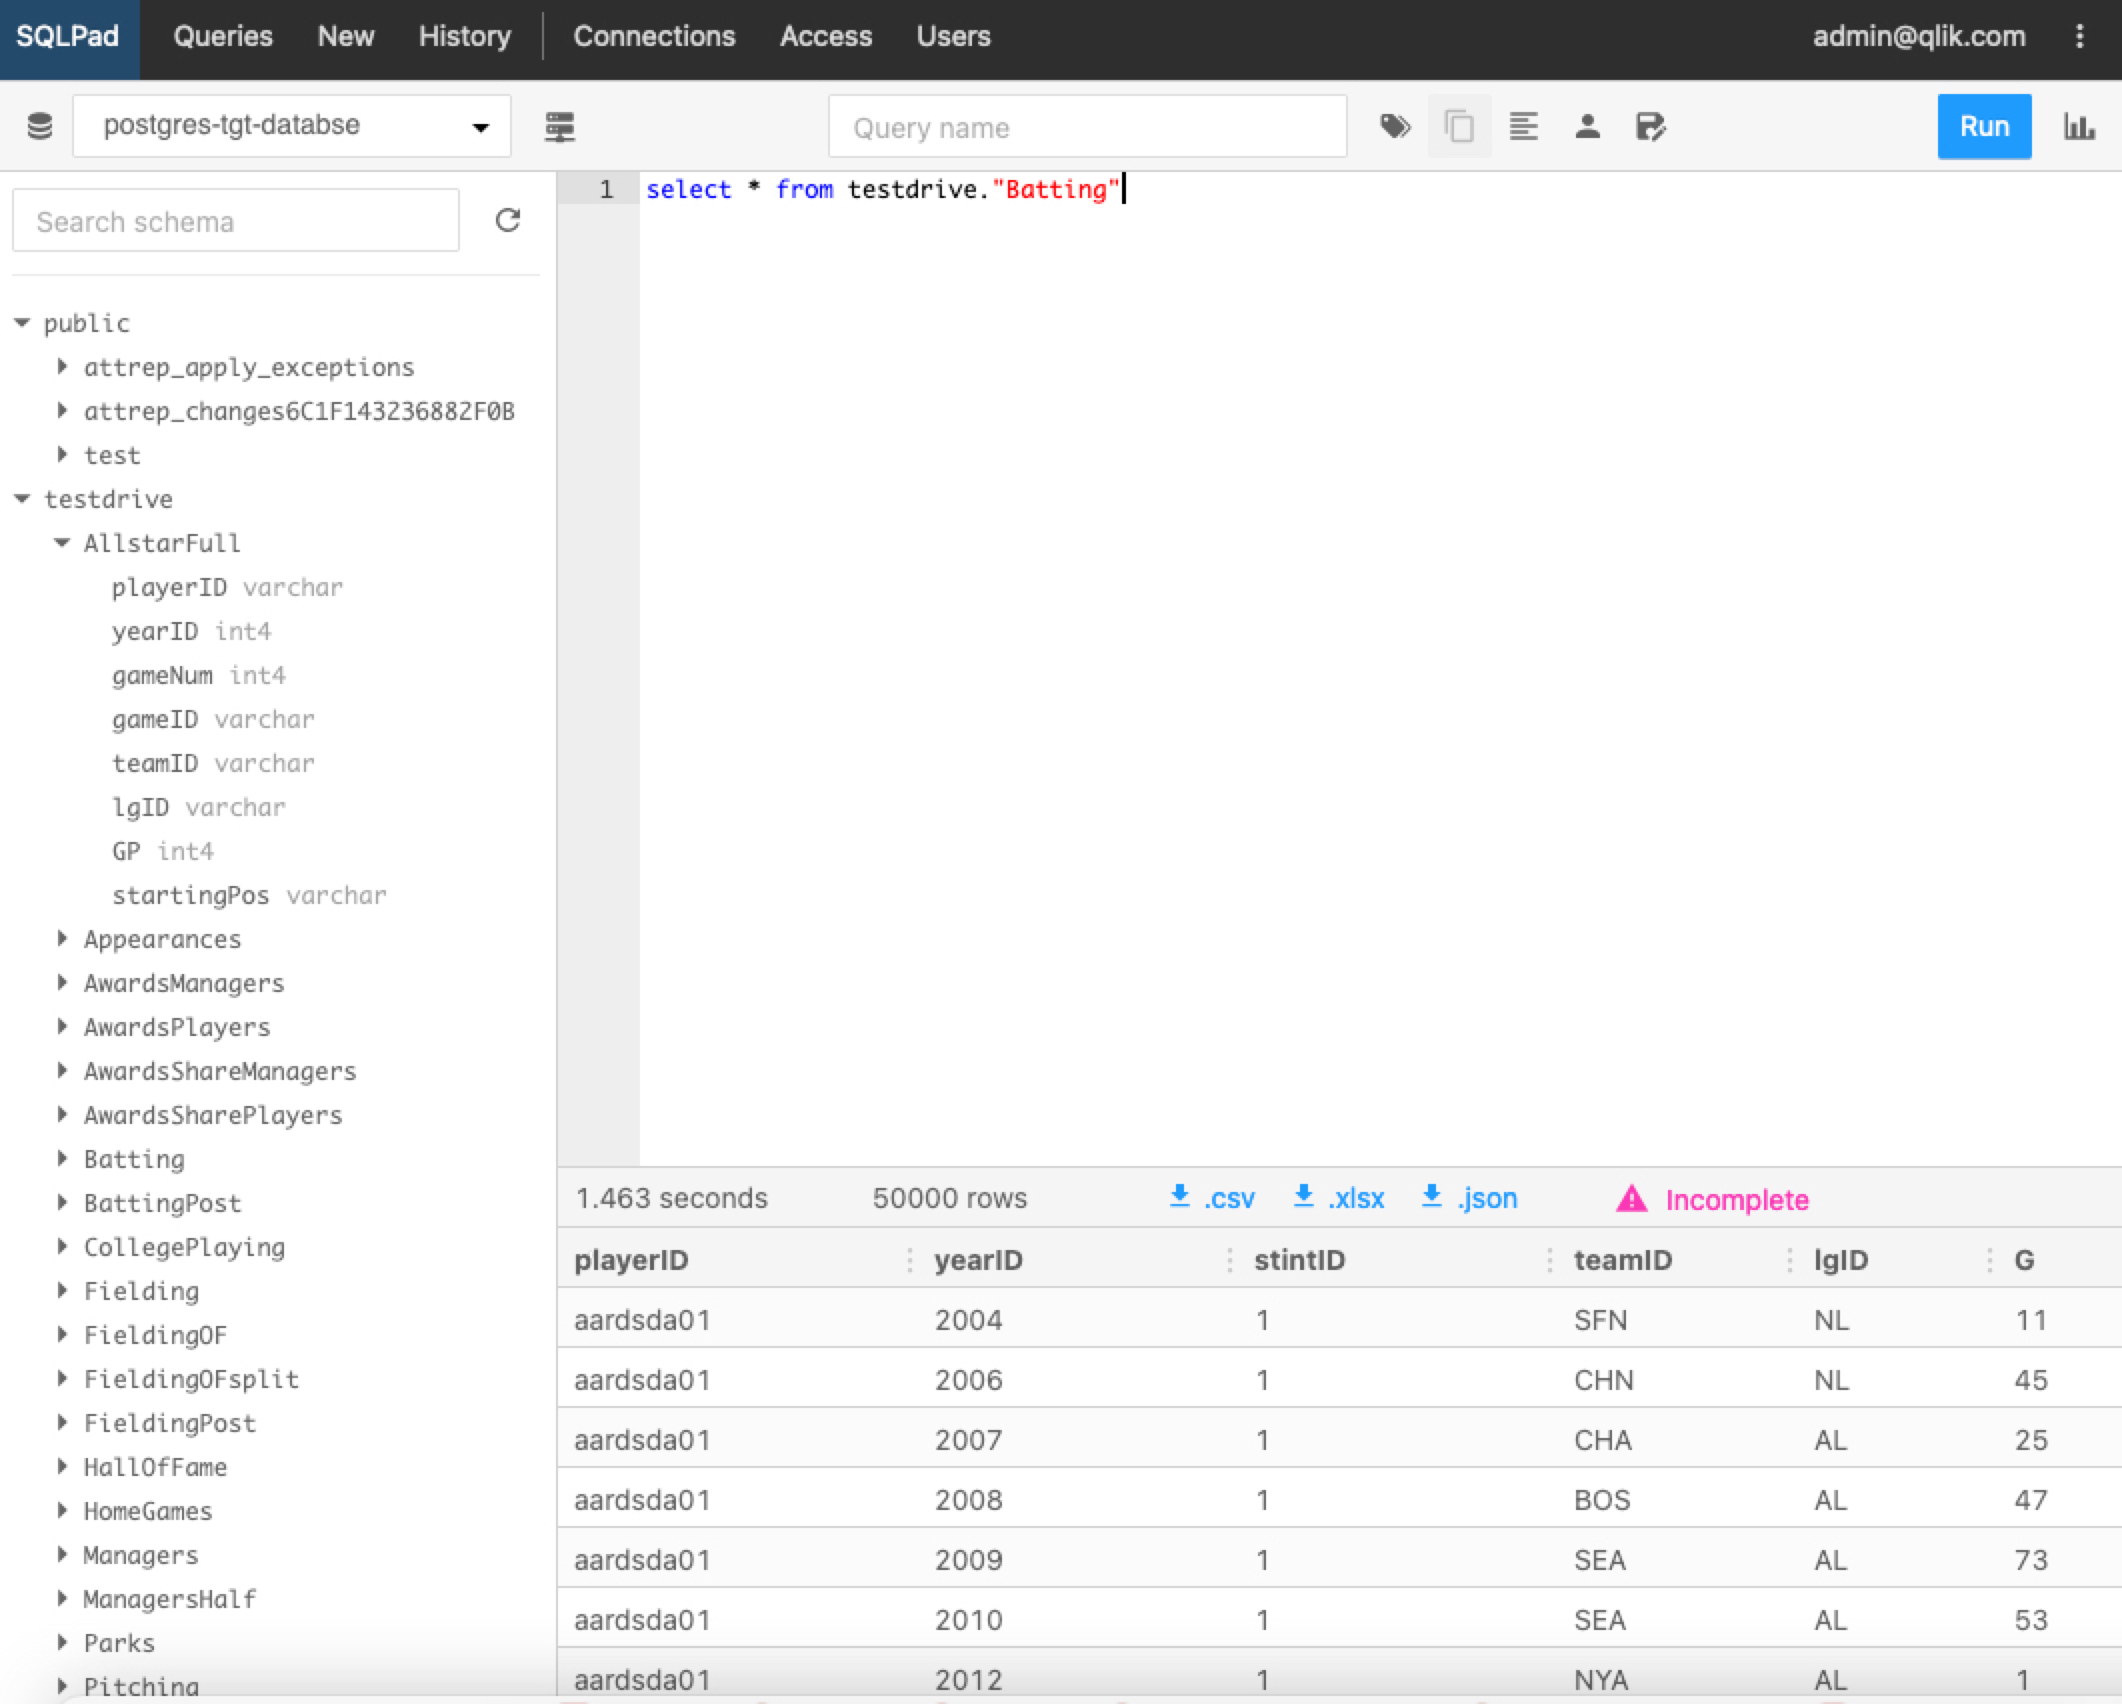 SQLPad Queries New History Connections Access Users admin@qlik.com
postgres-tgt-databse Query name Run
Search schema
1 select * from testdrive."Batting"
public
attrep_apply_exceptions
attrep_changes6C1F143236882F0B
test
testdrive
AllstarFull
playerID varchar
yearID int4
gameNum int4
gameID varchar
teamID varchar
lgID varchar
GP int4
startingPos varchar
Appearances
AwardsManagers
AwardsPlayers
AwardsShareManagers
AwardsSharePlayers
Batting
BattingPost
CollegePlaying
Fielding
FieldingOF
FieldingOFsplit
FieldingPost
HallOfFame
HomeGames
Managers
ManagersHalf
Parks
Pitching
1.463 seconds 50000 rows .csv .xlsx .json Incomplete
playerID yearID stintID teamID lgID G
aardsda01 2004 1 SFN NL 11
aardsda01 2006 1 CHN NL 45
aardsda01 2007 1 CHA AL 25
aardsda01 2008 1 BOS AL 47
aardsda01 2009 1 SEA AL 73
aardsda01 2010 1 SEA AL 53
aardsda01 2012 1 NYA AL 1